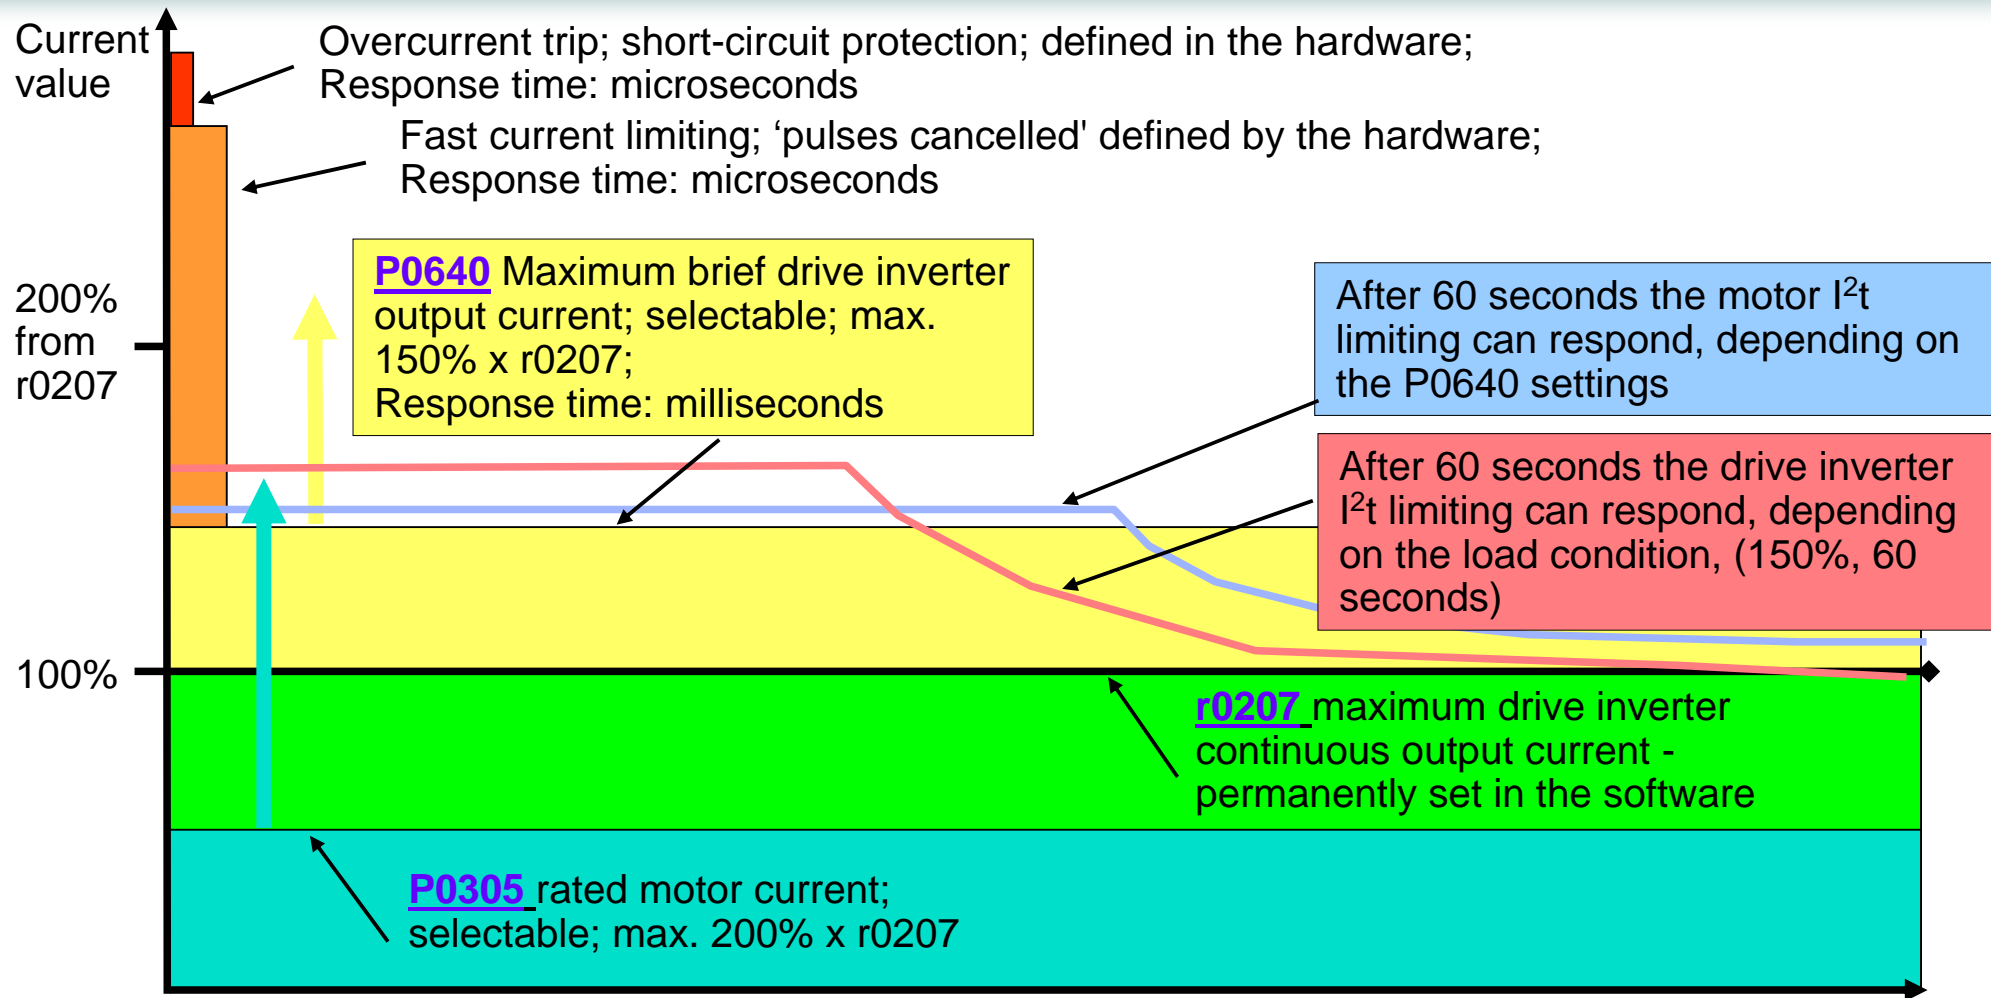 Current
value
Overcurrent trip; short-circuit protection; defined in the hardware;
Response time: microseconds
Fast current limiting; ‘pulses cancelled' defined by the hardware;
Response time: microseconds
200%
from
r0207
P0640 Maximum brief drive inverter
output current; selectable; max.
150% x r0207;
Response time: milliseconds
After 60 seconds the motor I²t
limiting can respond, depending on
the P0640 settings
After 60 seconds the drive inverter
I²t limiting can respond, depending
on the load condition, (150%, 60
seconds)
100%
r0207 maximum drive inverter
continuous output current -
permanently set in the software
P0305 rated motor current;
selectable; max. 200% x r0207